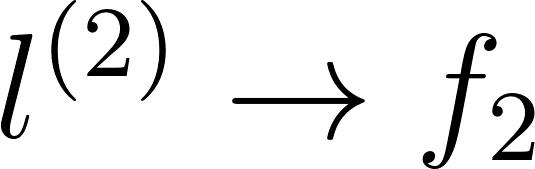 l^{(2)} → f_2